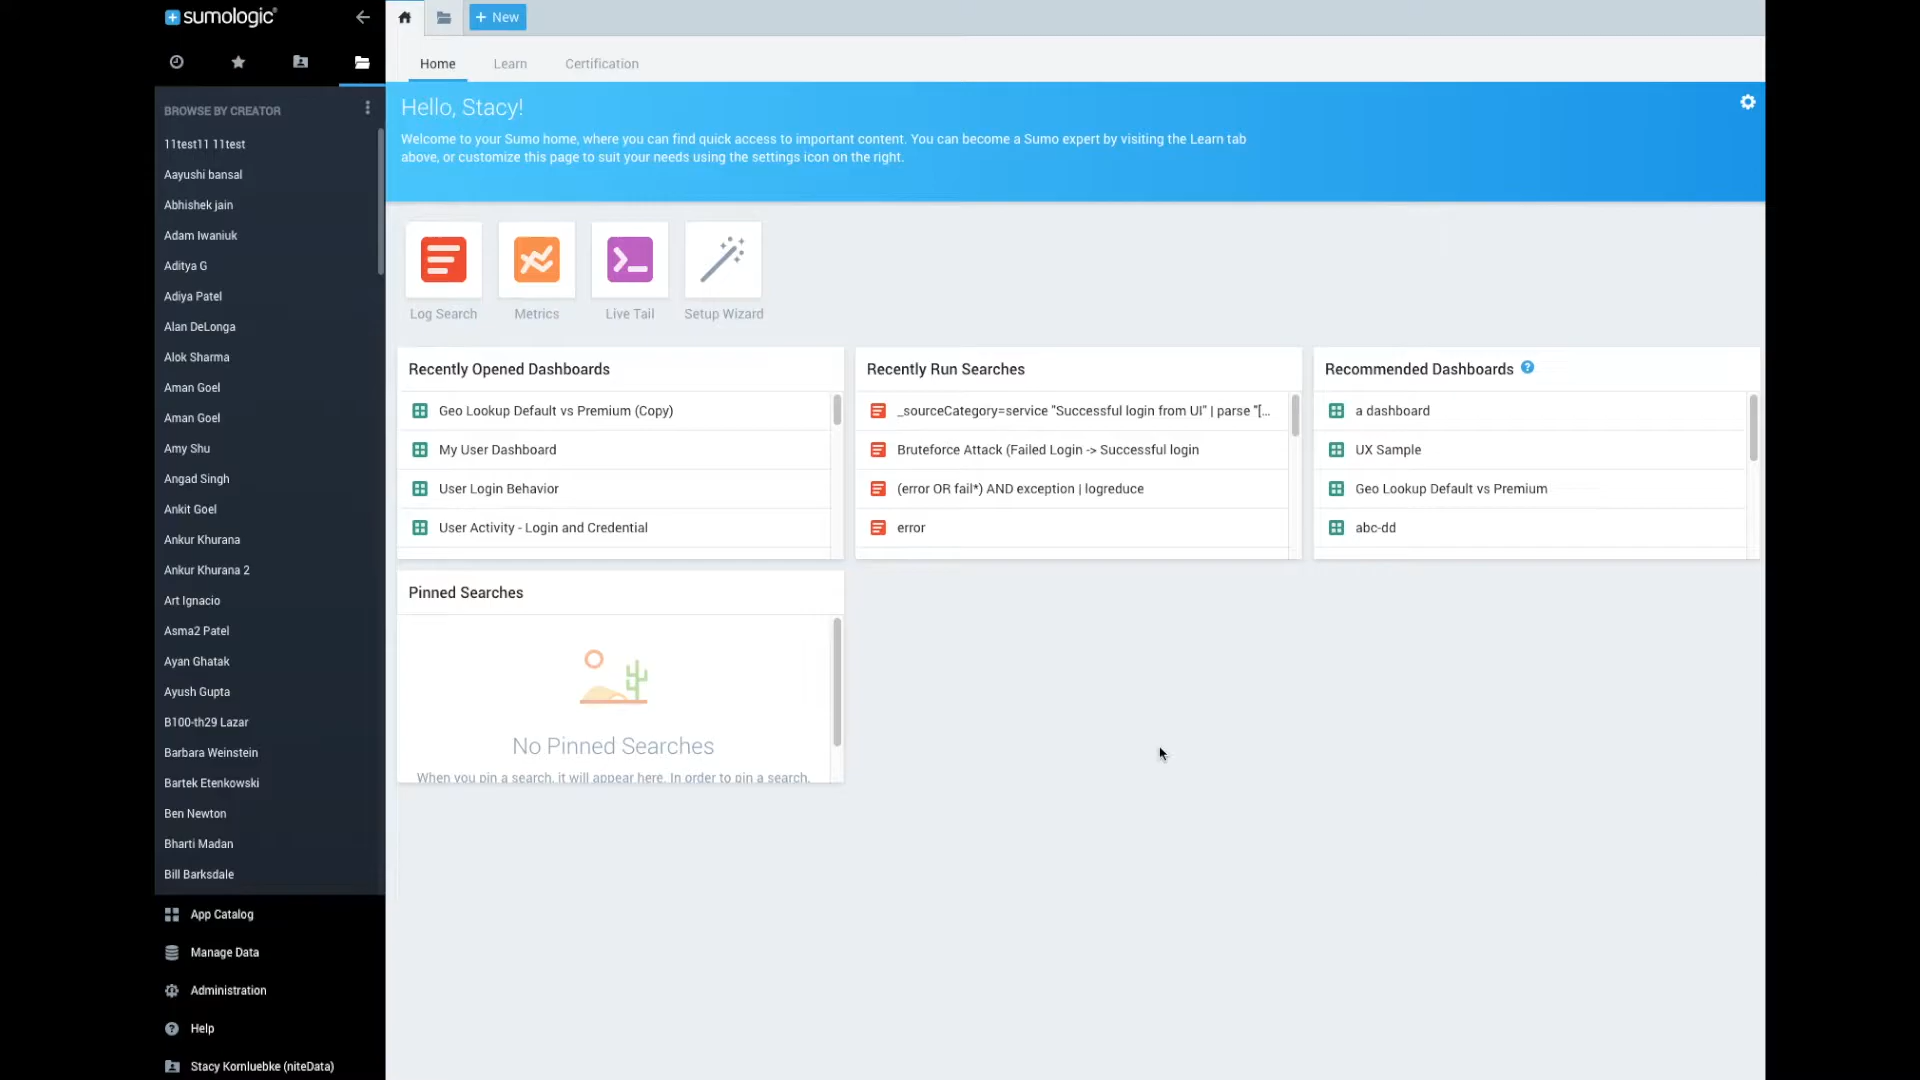 sumologic
+ New
Home
Learn
Certification
BROWSE BY CREATOR
11test11 11test
Aayushi bansal
Abhishek jain
Adam Iwaniuk
Aditya G
Adiya Patel
Alan DeLonga
Alok Sharma
Aman Goel
Aman Goel
Amy Shu
Angad Singh
Ankit Goel
Ankur Khurana
Ankur Khurana 2
Art Ignacio
Asma2 Patel
Ayan Ghatak
Ayush Gupta
B100-th29 Lazar
Barbara Weinstein
Bartek Etenkowski
Ben Newton
Bharti Madan
Bill Barksdale
App Catalog
Manage Data
Administration
Help
Stacy Kornluebke (niteData)
Hello, Stacy!
Welcome to your Sumo home, where you can find quick access to important content. You can become a Sumo expert by visiting the Learn tab
above, or customize this page to suit your needs using the settings icon on the right.
Log Search
Metrics
Live Tail
Setup Wizard
Recently Opened Dashboards
Geo Lookup Default vs Premium (Copy)
My User Dashboard
User Login Behavior
User Activity - Login and Credential
Recently Run Searches
_sourceCategory=service "Successful login from UI" | parse "[...
Bruteforce Attack (Failed Login -> Successful login
(error OR fail*) AND exception | logreduce
error
Recommended Dashboards ?
a dashboard
UX Sample
Geo Lookup Default vs Premium
abc-dd
Pinned Searches
No Pinned Searches
When you pin a search, it will appear here. In order to pin a search,